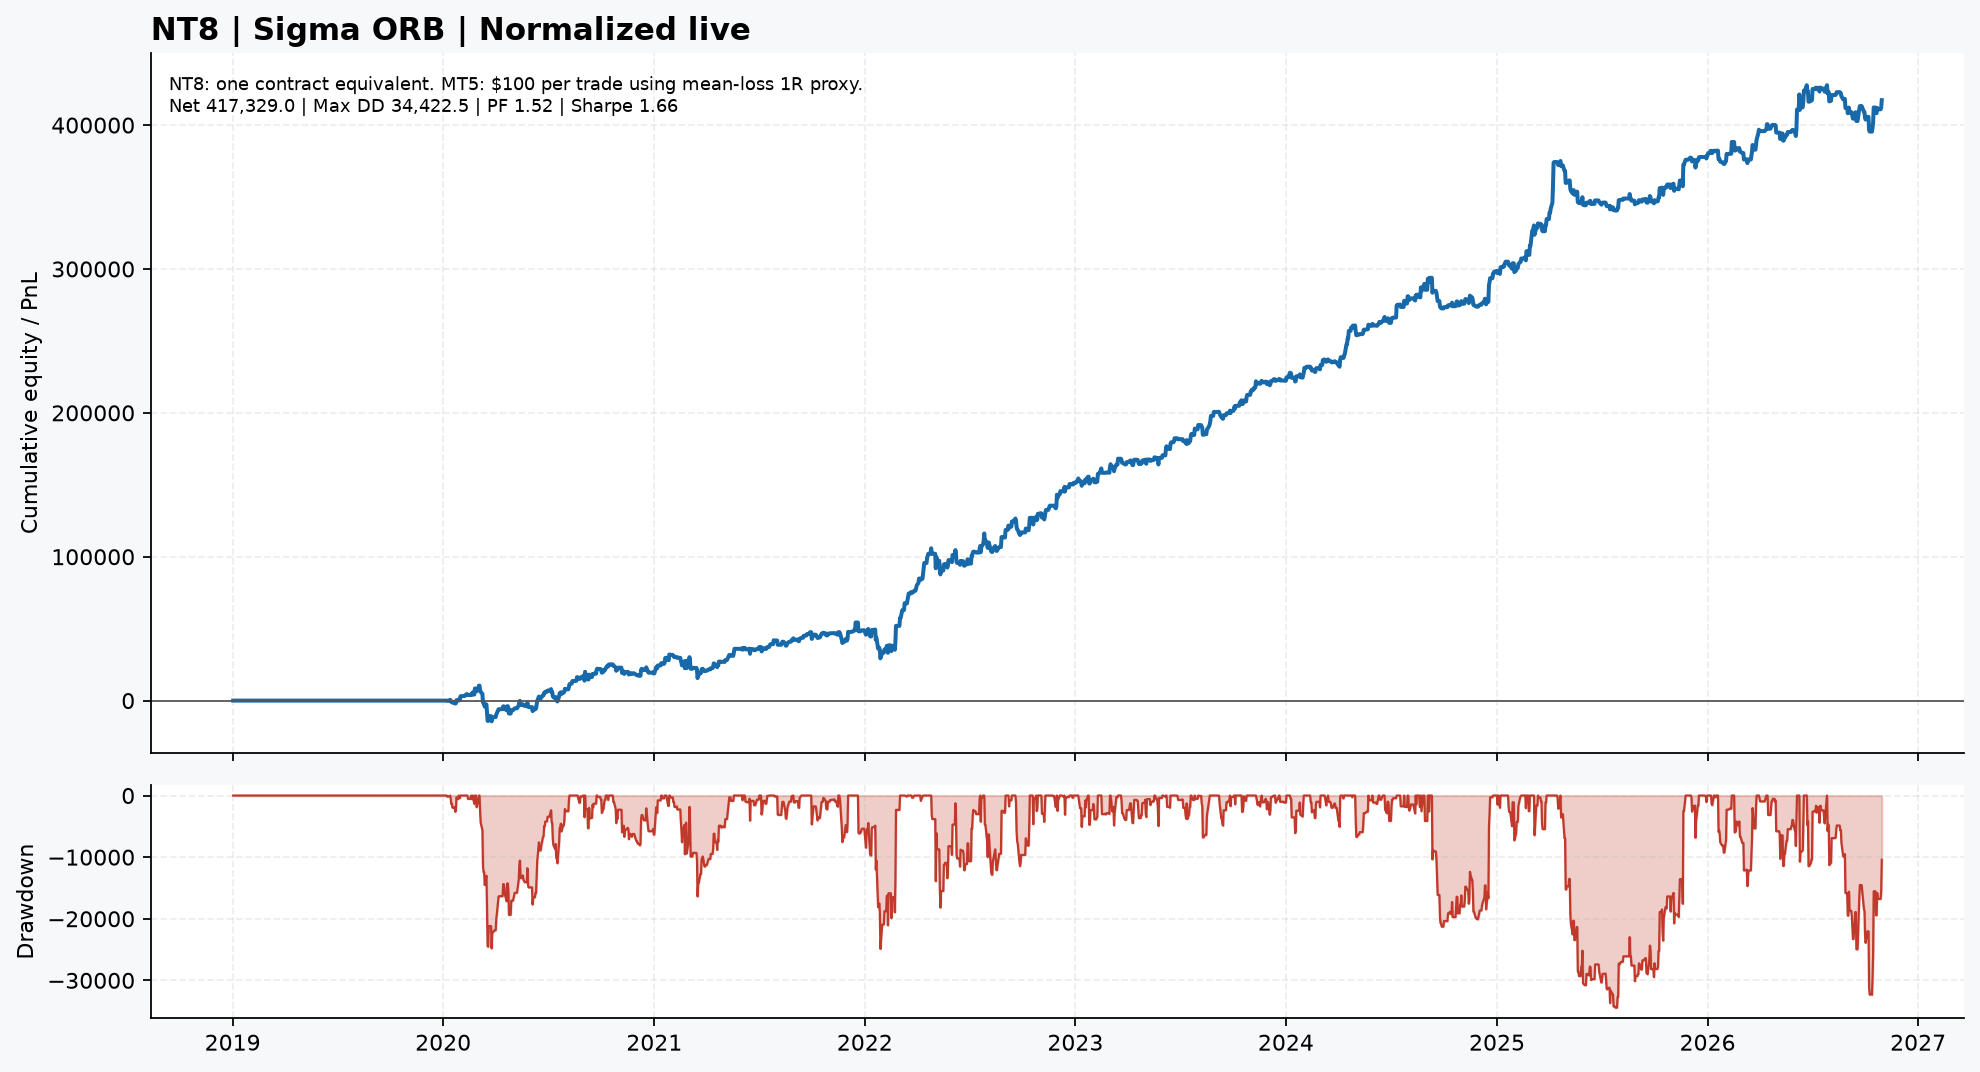 NT8 | Sigma ORB | Normalized live
NT8: one contract equivalent. MT5: $100 per trade using mean-loss 1R proxy.
Net 417,329.0 | Max DD 34,422.5 | PF 1.52 | Sharpe 1.66
Cumulative equity / PnL
400000
300000
200000
100000
0
Drawdown
0
−10000
−20000
−30000
2019 2020 2021 2022 2023 2024 2025 2026 2027